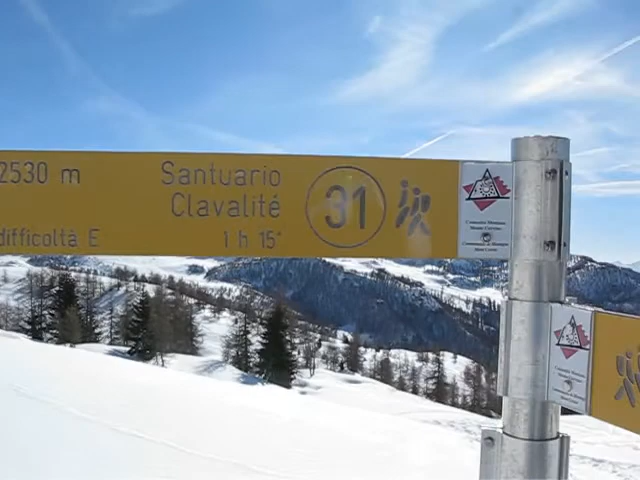 2530 m
difficoltà E
Santuario
Clavalité
1 h 15'
31